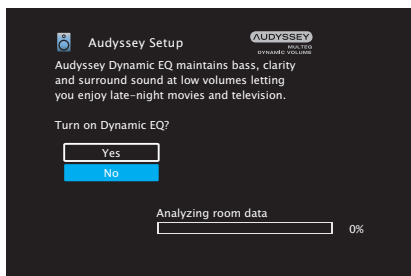 Audyssey Setup
AUDYSSEY
MULTEQ
DYNAMIC VOLUME
Audyssey Dynamic EQ maintains bass, clarity
and surround sound at low volumes letting
you enjoy late-night movies and television.
Turn on Dynamic EQ?
Yes
No
Analyzing room data
0%